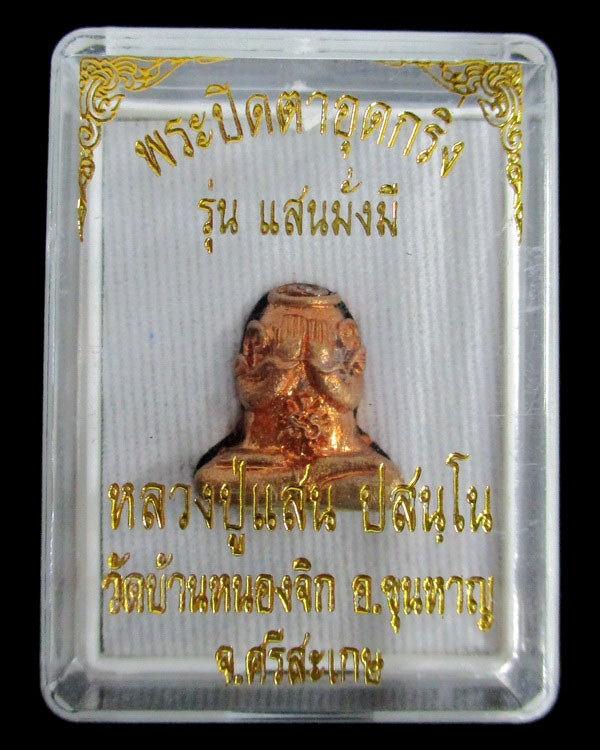 พระปิดตาอุดกริ่ง
รุ่น แสนมั่งมี
หลวงปู่แสน ปสนฺโน
วัดบ้านหนองจิก อ.ขุนหาญ
จ.ศรีสะเกษ